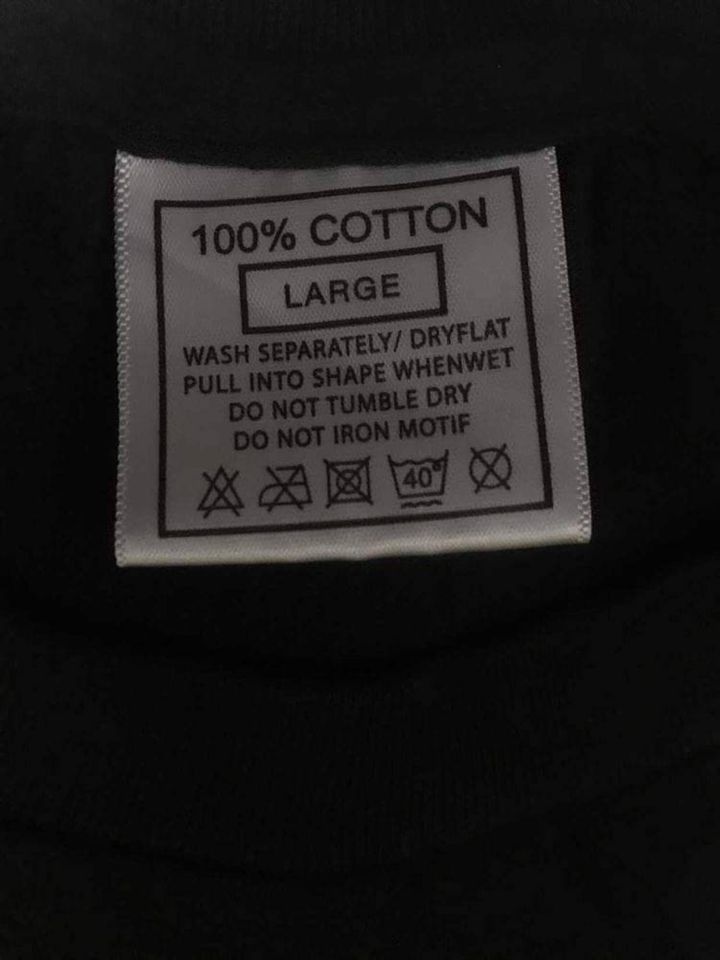 100% COTTON
LARGE
WASH SEPARATELY/ DRYFLAT
PULL INTO SHAPE WHENWET
DO NOT TUMBLE DRY
DO NOT IRON MOTIF
40°